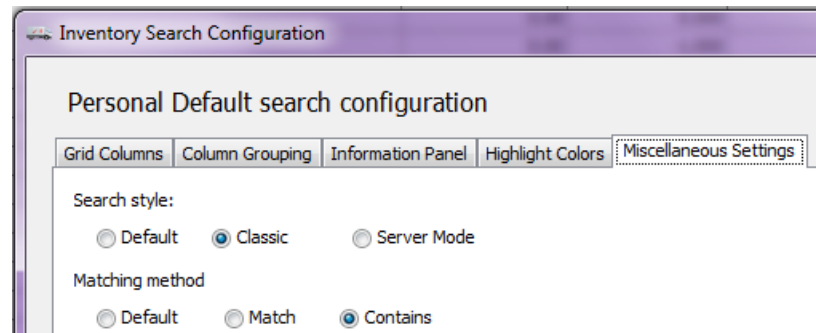 Inventory Search Configuration
Personal Default search configuration
Grid Columns Column Grouping Information Panel Highlight Colors Miscellaneous Settings
Search style:
Default Classic Server Mode
Matching method
Default Match Contains